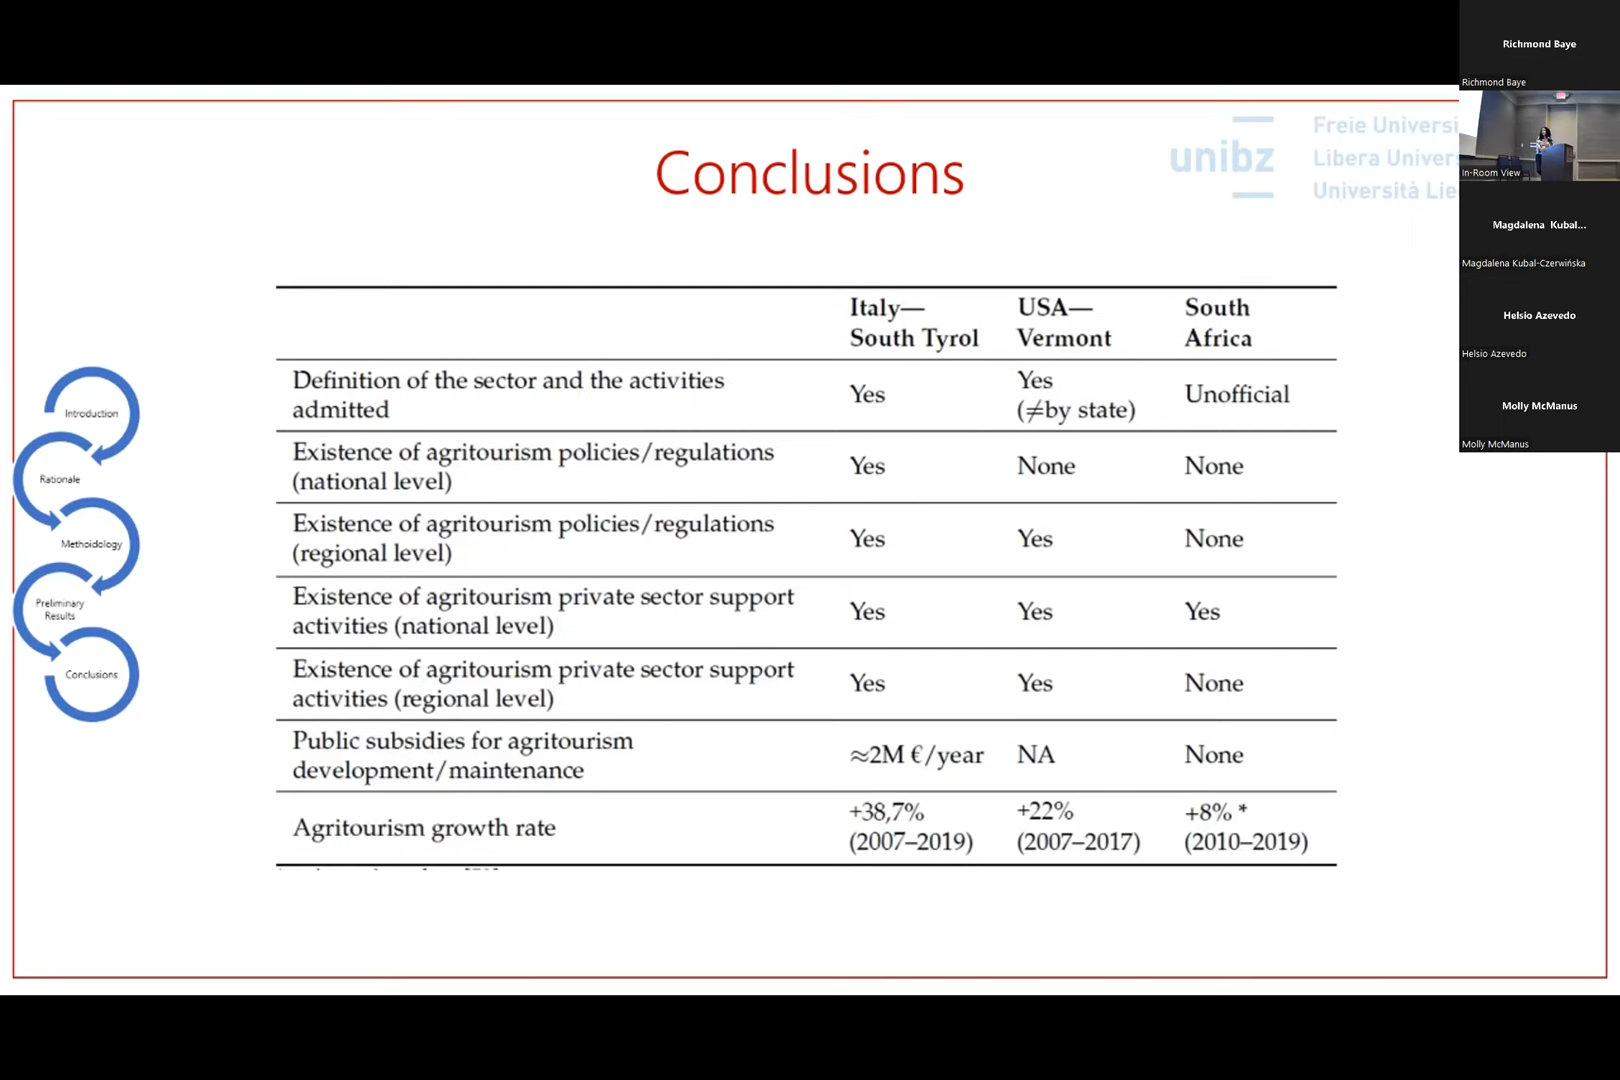 Conclusions
unibz
Freie Universi
Libera Univer
Università Lie
Introduction
Rationale
Methoidology
Preliminary
Results
Conclusions
Italy—
South Tyrol
USA—
Vermont
South
Africa
Definition of the sector and the activities
admitted
Yes
Yes
(≠by state)
Unofficial
Existence of agritourism policies/regulations
(national level)
Yes
None
None
Existence of agritourism policies/regulations
(regional level)
Yes
Yes
None
Existence of agritourism private sector support
activities (national level)
Yes
Yes
Yes
Existence of agritourism private sector support
activities (regional level)
Yes
Yes
None
Public subsidies for agritourism
development/maintenance
≈2M €/year
NA
None
Agritourism growth rate
+38,7%
(2007–2019)
+22%
(2007–2017)
+8% *
(2010–2019)
Richmond Baye
Richmond Baye
In-Room View
Magdalena Kubal...
Magdalena Kubal-Czerwińska
Helsio Azevedo
Helsio Azevedo
Molly McManus
Molly McManus